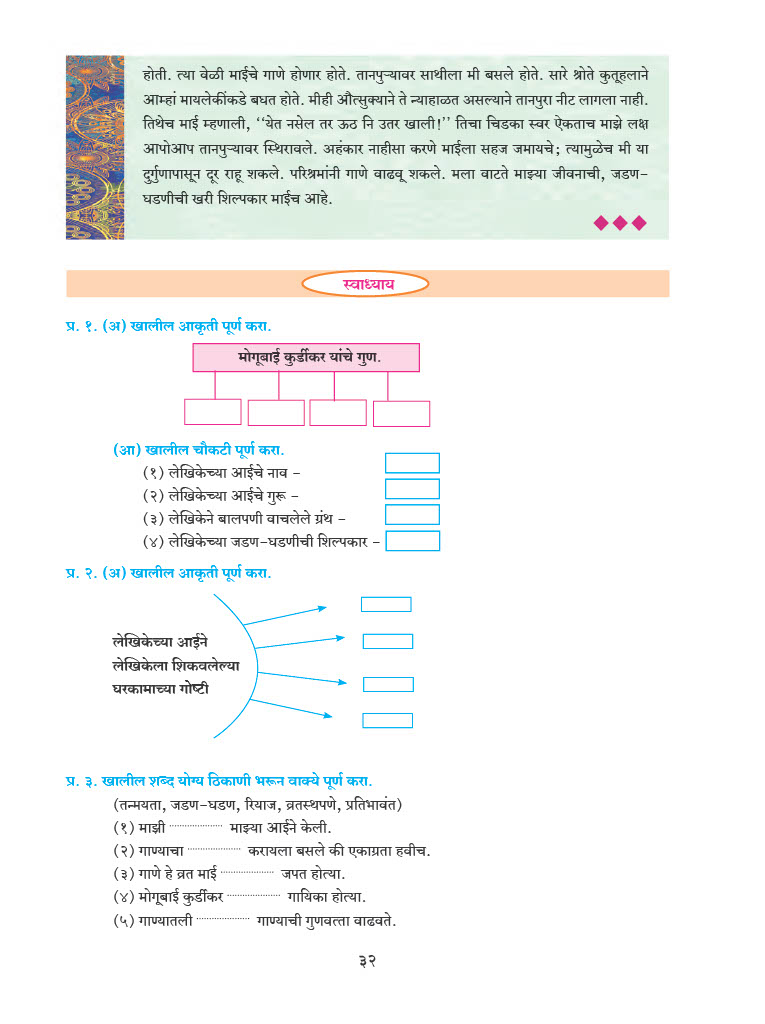 होती. त्या वेळी माईचे गाणे होणार होते. तानपुऱ्यावर साथीला मी बसले होते. सारे श्रोते कुतूहलाने
आम्हां मायलेकींकडे बघत होते. मीही औत्सुक्याने ते न्याहाळत असल्याने तानपुरा नीट लागला नाही.
तिथेच माई म्हणाली, ‘‘येत नसेल तर ऊठ नि उतर खाली!’’ तिचा चिडका स्वर ऐकताच माझे लक्ष
आपोआप तानपुऱ्यावर स्थिरावले. अहंकार नाहीसा करणे माईला सहज जमायचे; त्यामुळेच मी या
दुर्गुणापासून दूर राहू शकले. परिश्रमांनी गाणे वाढवू शकले. मला वाटते माझ्या जीवनाची, जडण-
घडणीची खरी शिल्पकार माईच आहे.
स्वाध्याय
प्र. १. (अ) खालील आकृती पूर्ण करा.
मोगूबाई कुर्डीकर यांचे गुण.
(आ) खालील चौकटी पूर्ण करा.
(१) लेखिकेच्या आईचे नाव -
(२) लेखिकेच्या आईचे गुरू -
(३) लेखिकेने बालपणी वाचलेले ग्रंथ -
(४) लेखिकेच्या जडण-घडणीची शिल्पकार -
प्र. २. (अ) खालील आकृती पूर्ण करा.
लेखिकेच्या आईने
लेखिकेला शिकवलेल्या
घरकामाच्या गोष्टी
प्र. ३. खालील शब्द योग्य ठिकाणी भरून वाक्ये पूर्ण करा.
(तन्मयता, जडण-घडण, रियाज, व्रतस्थपणे, प्रतिभावंत)
(१) माझी .................... माझ्या आईने केली.
(२) गाण्याचा .................... करायला बसले की एकाग्रता हवीच.
(३) गाणे हे व्रत माई .................... जपत होत्या.
(४) मोगूबाई कुर्डीकर .................... गायिका होत्या.
(५) गाण्यातली .................... गाण्याची गुणवत्ता वाढवते.
३२